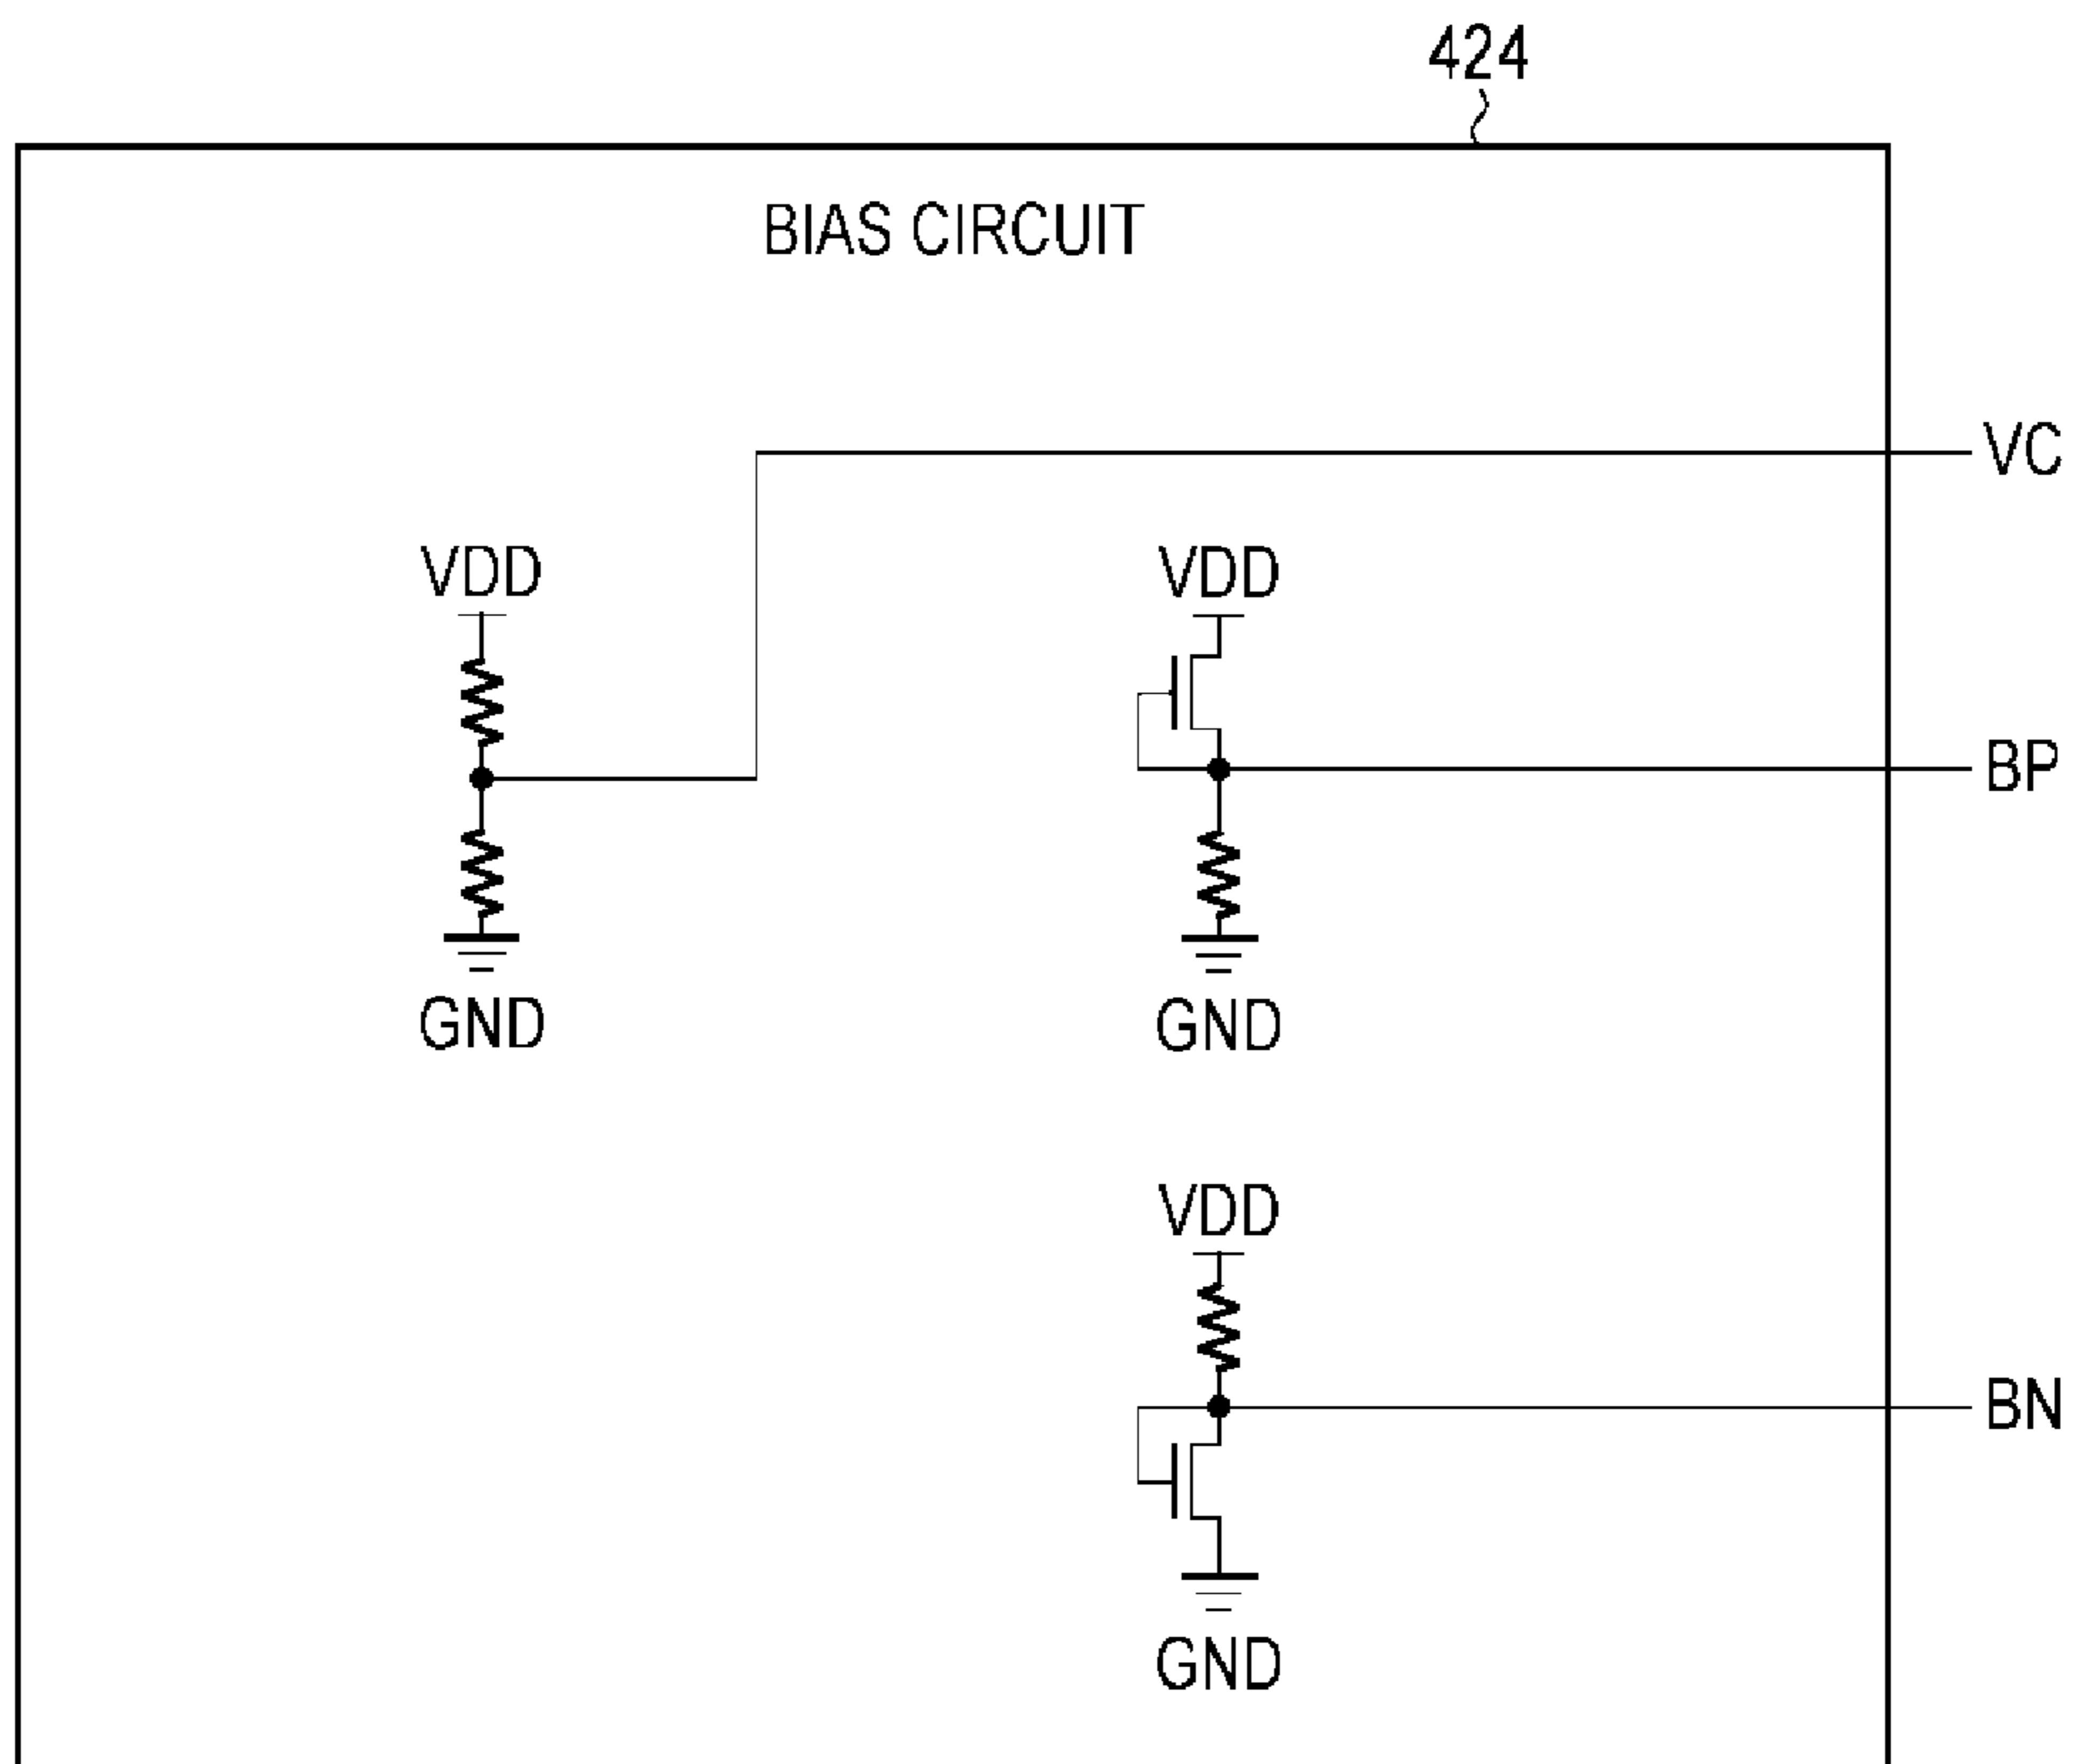 424
BIAS CIRCUIT
VC
VDD
VDD
BP
GND
GND
VDD
BN
GND